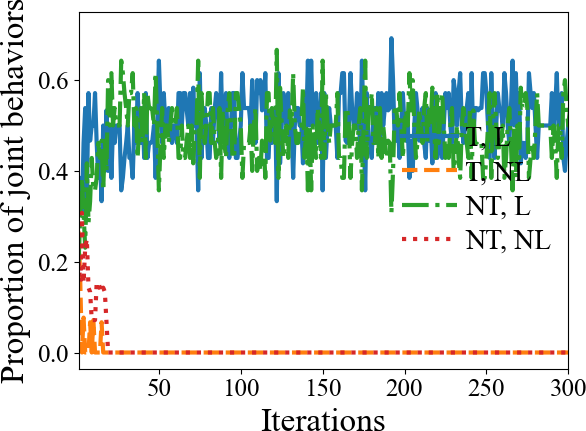 Proportion of joint behaviors
0.6
0.4
0.2
0.0
T, L
T, NL
NT, L
NT, NL
50 100 150 200 250 300
Iterations